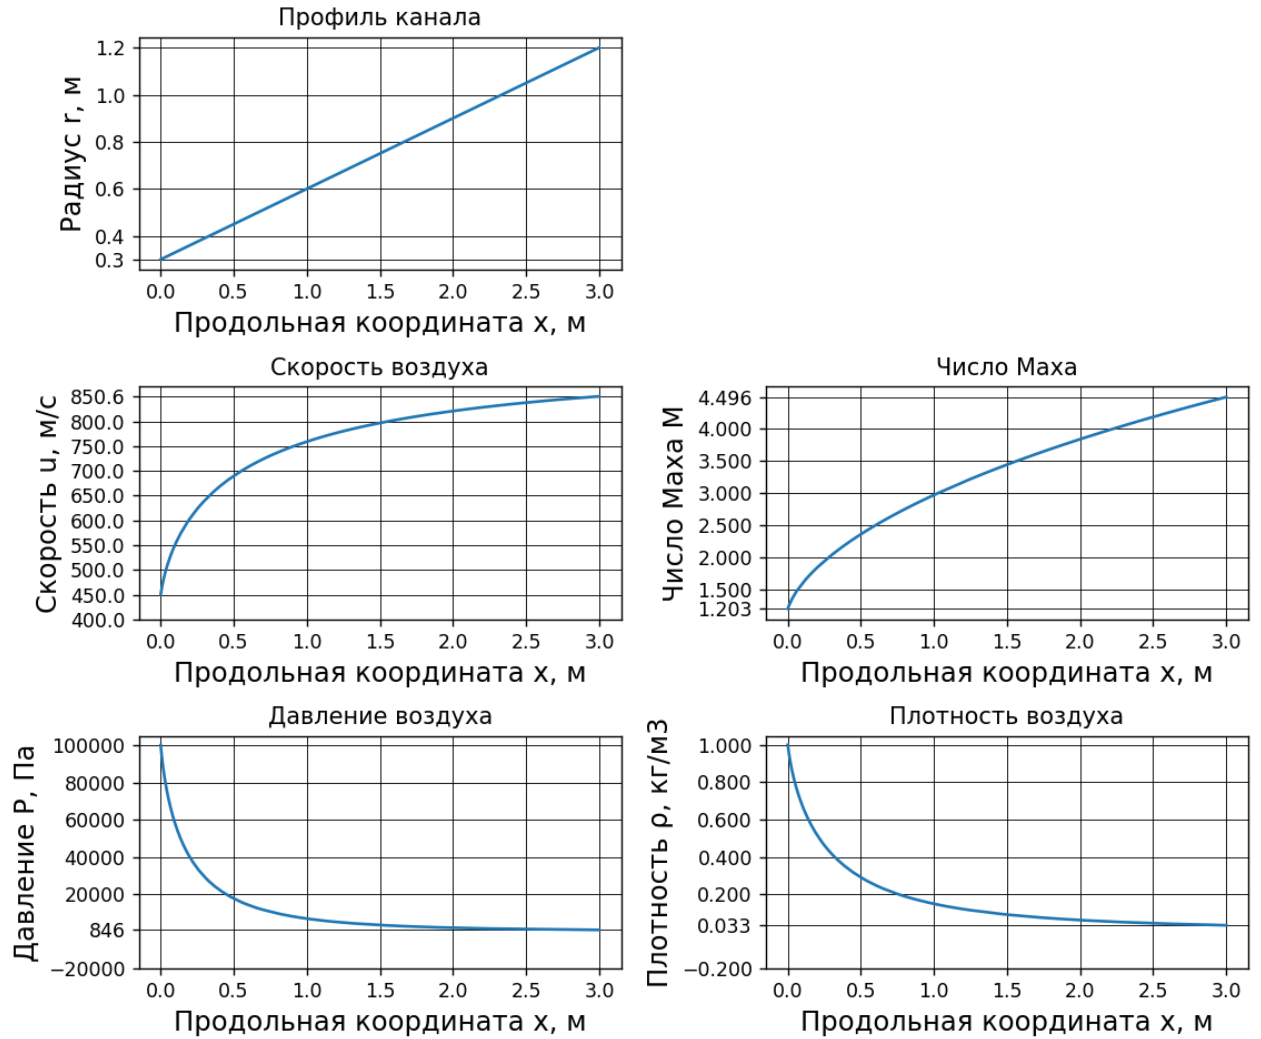 Профиль канала
Радиус r, м
1.2
1.0
0.8
0.6
0.4
0.3
0.0 0.5 1.0 1.5 2.0 2.5 3.0
Продольная координата x, м
Скорость воздуха
Скорость u, м/с
850.6
800.0
750.0
700.0
650.0
600.0
550.0
500.0
450.0
400.0
0.0 0.5 1.0 1.5 2.0 2.5 3.0
Продольная координата x, м
Число Маха
Число Маха M
4.496
4.000
3.500
3.000
2.500
2.000
1.500
1.203
0.0 0.5 1.0 1.5 2.0 2.5 3.0
Продольная координата x, м
Давление воздуха
Давление P, Па
100000
80000
60000
40000
20000
846
−20000
0.0 0.5 1.0 1.5 2.0 2.5 3.0
Продольная координата x, м
Плотность воздуха
Плотность ρ, кг/м3
1.000
0.800
0.600
0.400
0.200
0.033
−0.200
0.0 0.5 1.0 1.5 2.0 2.5 3.0
Продольная координата x, м